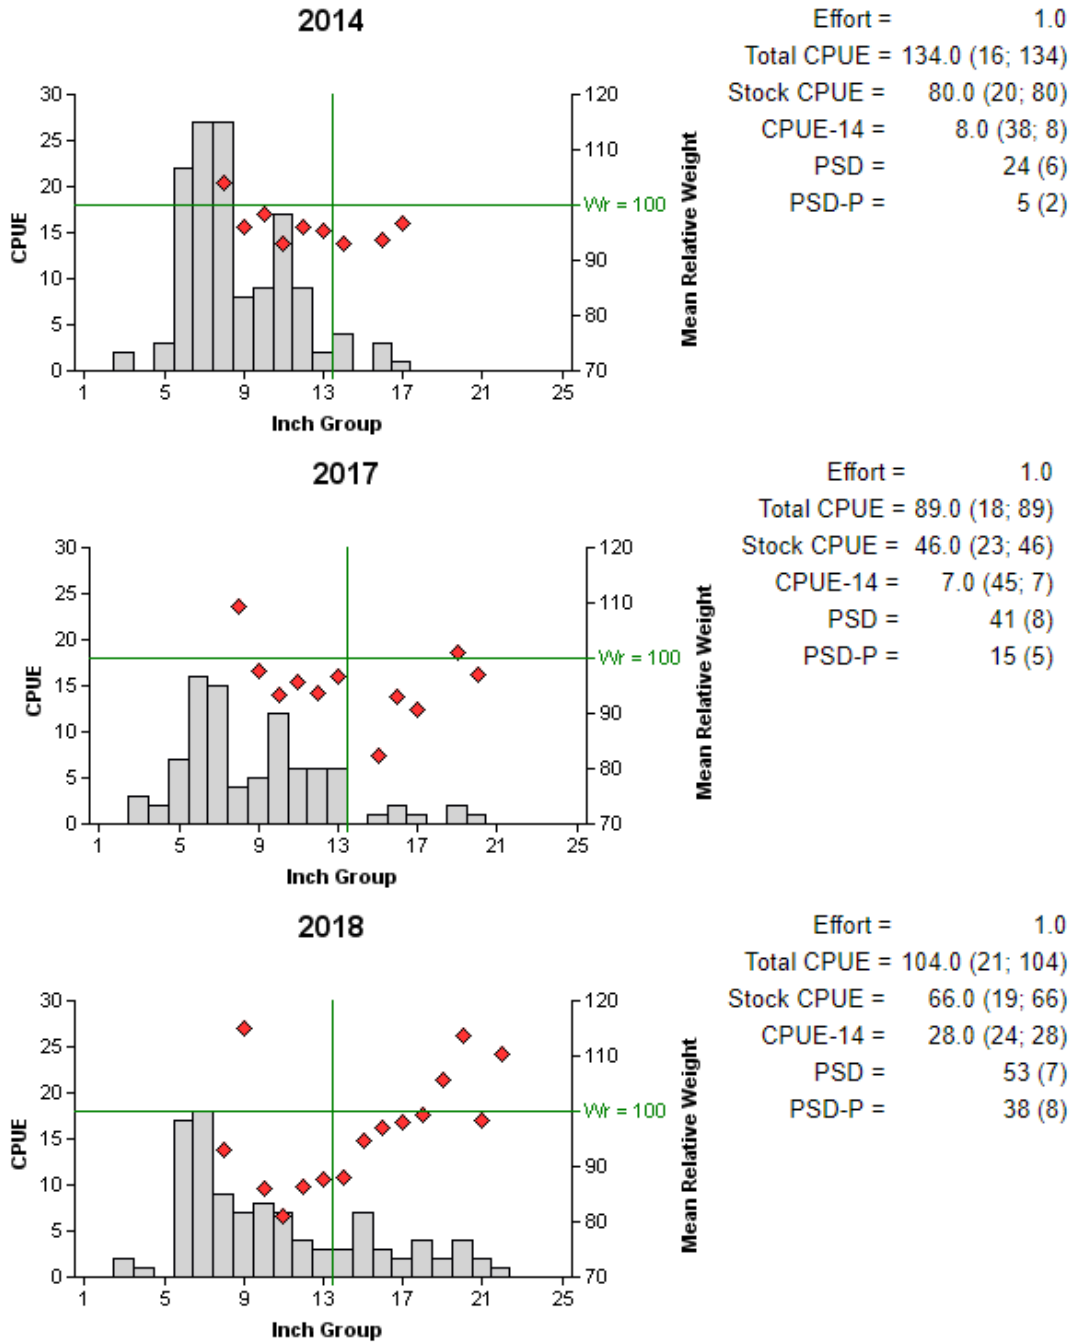 2014
Effort = 1.0
Total CPUE = 134.0 (16; 134)
Stock CPUE = 80.0 (20; 80)
CPUE-14 = 8.0 (38; 8)
PSD = 24 (6)
PSD-P = 5 (2)
30
25
20
15
10
5
0
CPUE
120
110
Wr = 100
90
80
70
Mean Relative Weight
1 5 9 13 17 21 25
Inch Group
2017
Effort = 1.0
Total CPUE = 89.0 (18; 89)
Stock CPUE = 46.0 (23; 46)
CPUE-14 = 7.0 (45; 7)
PSD = 41 (8)
PSD-P = 15 (5)
30
25
20
15
10
5
0
CPUE
120
110
Wr = 100
90
80
70
Mean Relative Weight
1 5 9 13 17 21 25
Inch Group
2018
Effort = 1.0
Total CPUE = 104.0 (21; 104)
Stock CPUE = 66.0 (19; 66)
CPUE-14 = 28.0 (24; 28)
PSD = 53 (7)
PSD-P = 38 (8)
30
25
20
15
10
5
0
CPUE
120
110
Wr = 100
90
80
70
Mean Relative Weight
1 5 9 13 17 21 25
Inch Group